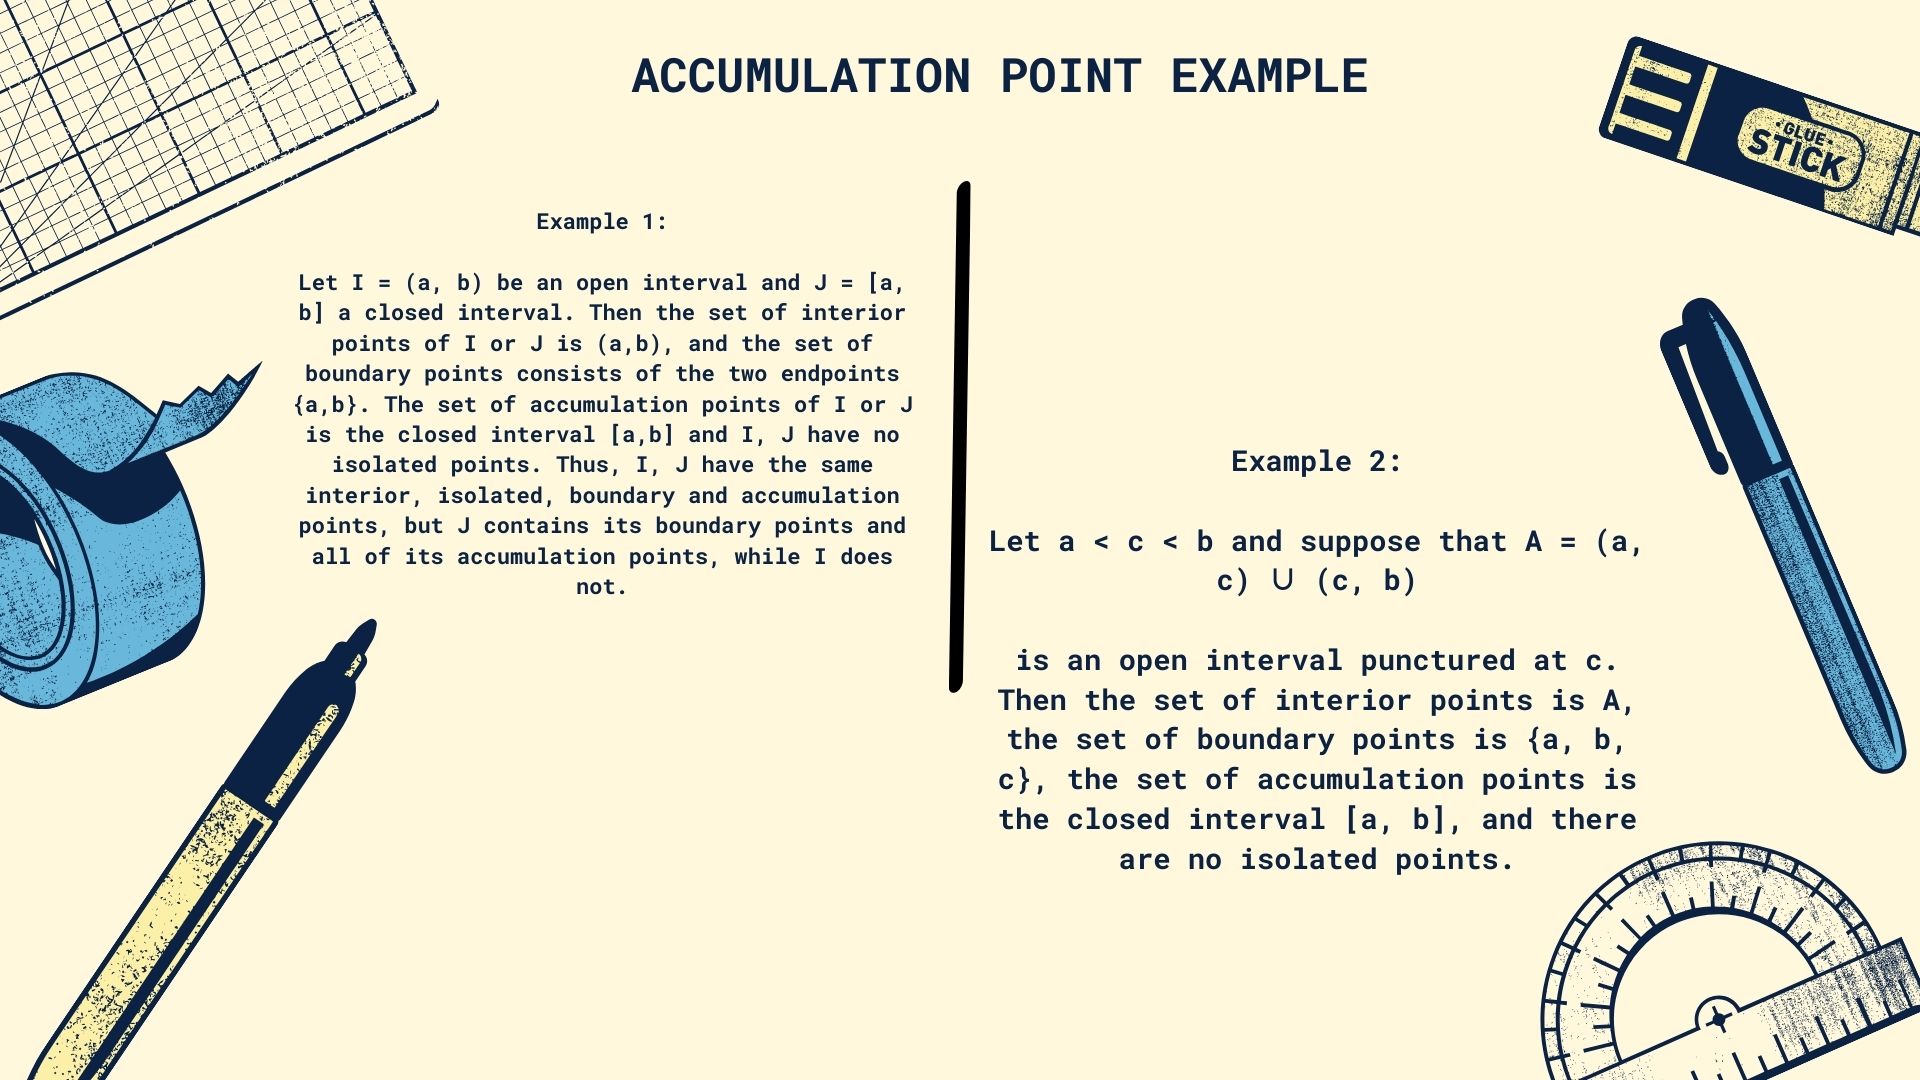 ACCUMULATION POINT EXAMPLE
Example 1:
Let I = (a, b) be an open interval and J = [a,
b] a closed interval. Then the set of interior
points of I or J is (a,b), and the set of
boundary points consists of the two endpoints
{a,b}. The set of accumulation points of I or J
is the closed interval [a,b] and I, J have no
isolated points. Thus, I, J have the same
interior, isolated, boundary and accumulation
points, but J contains its boundary points and
all of its accumulation points, while I does
not.
Example 2:
Let a < c < b and suppose that A = (a,
c) ∪ (c, b)
is an open interval punctured at c.
Then the set of interior points is A,
the set of boundary points is {a, b,
c}, the set of accumulation points is
the closed interval [a, b], and there
are no isolated points.
·GLUE·
STICK